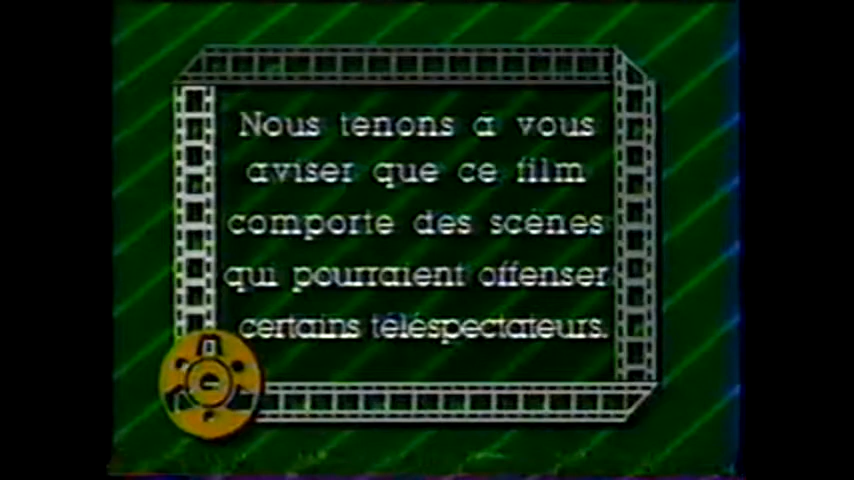 Nous tenons à vous
aviser que ce film
comporte des scènes
qui pourraient offenser
certains téléspectateurs.